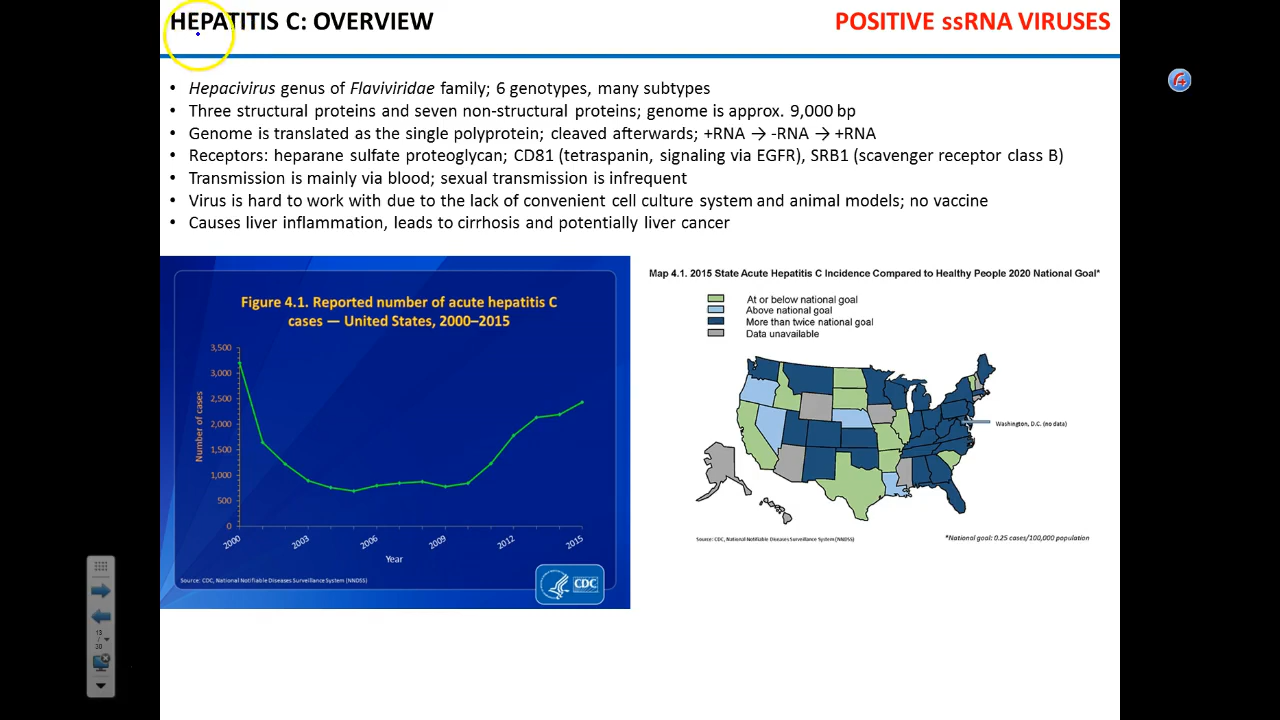 HEPATITIS C: OVERVIEW
POSITIVE ssRNA VIRUSES
• Hepacivirus genus of Flaviviridae family; 6 genotypes, many subtypes
• Three structural proteins and seven non-structural proteins; genome is approx. 9,000 bp
• Genome is translated as the single polyprotein; cleaved afterwards; +RNA → -RNA → +RNA
• Receptors: heparane sulfate proteoglycan; CD81 (tetraspanin, signaling via EGFR), SRB1 (scavenger receptor class B)
• Transmission is mainly via blood; sexual transmission is infrequent
• Virus is hard to work with due to the lack of convenient cell culture system and animal models; no vaccine
• Causes liver inflammation, leads to cirrhosis and potentially liver cancer
Figure 4.1. Reported number of acute hepatitis C
cases — United States, 2000–2015
3,500
3,000
2,500
2,000
1,500
1,000
500
0
Number of cases
2000
2003
2006
2009
2012
2015
Year
Source: CDC, National Notifiable Diseases Surveillance System (NNDSS)
CDC
Map 4.1. 2015 State Acute Hepatitis C Incidence Compared to Healthy People 2020 National Goal*
At or below national goal
Above national goal
More than twice national goal
Data unavailable
Washington, D.C. (no data)
Source: CDC, National Notifiable Diseases Surveillance System (NNDSS)
*National goal: 0.25 cases/100,000 population
13
/
30